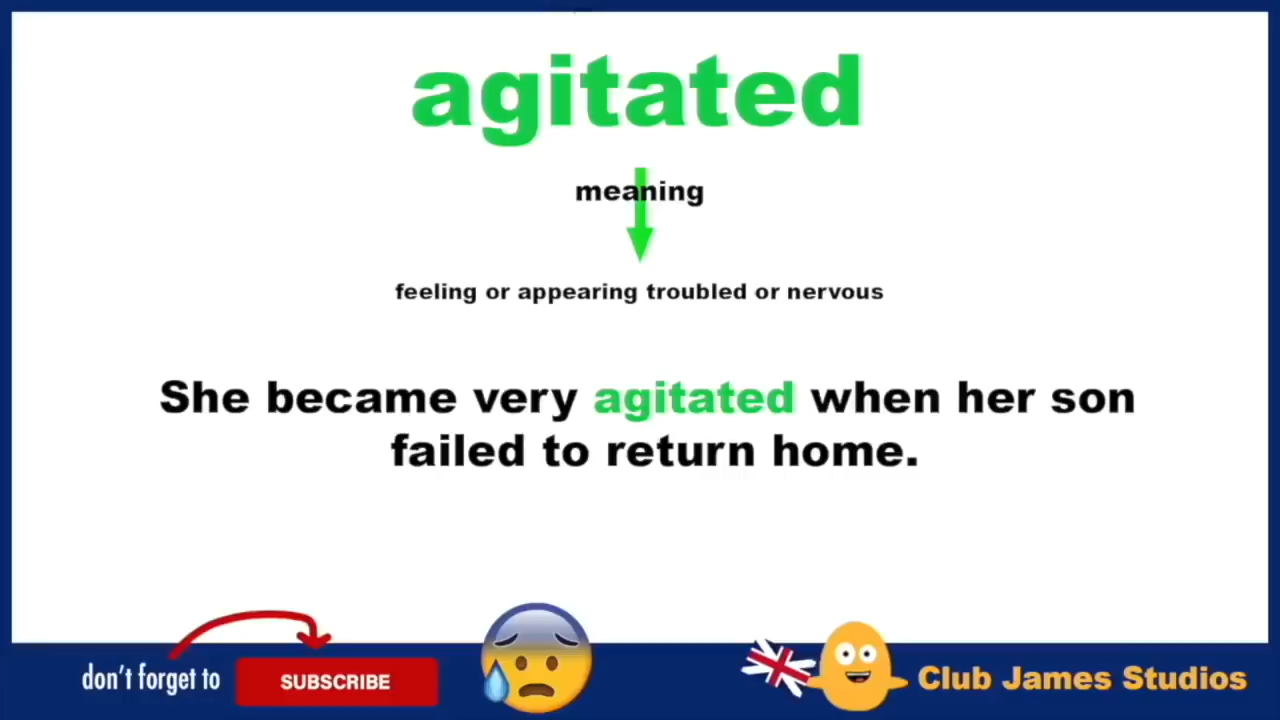 agitated
meaning
feeling or appearing troubled or nervous
She became very agitated when her son
failed to return home.
don't forget to
SUBSCRIBE
Club James Studios